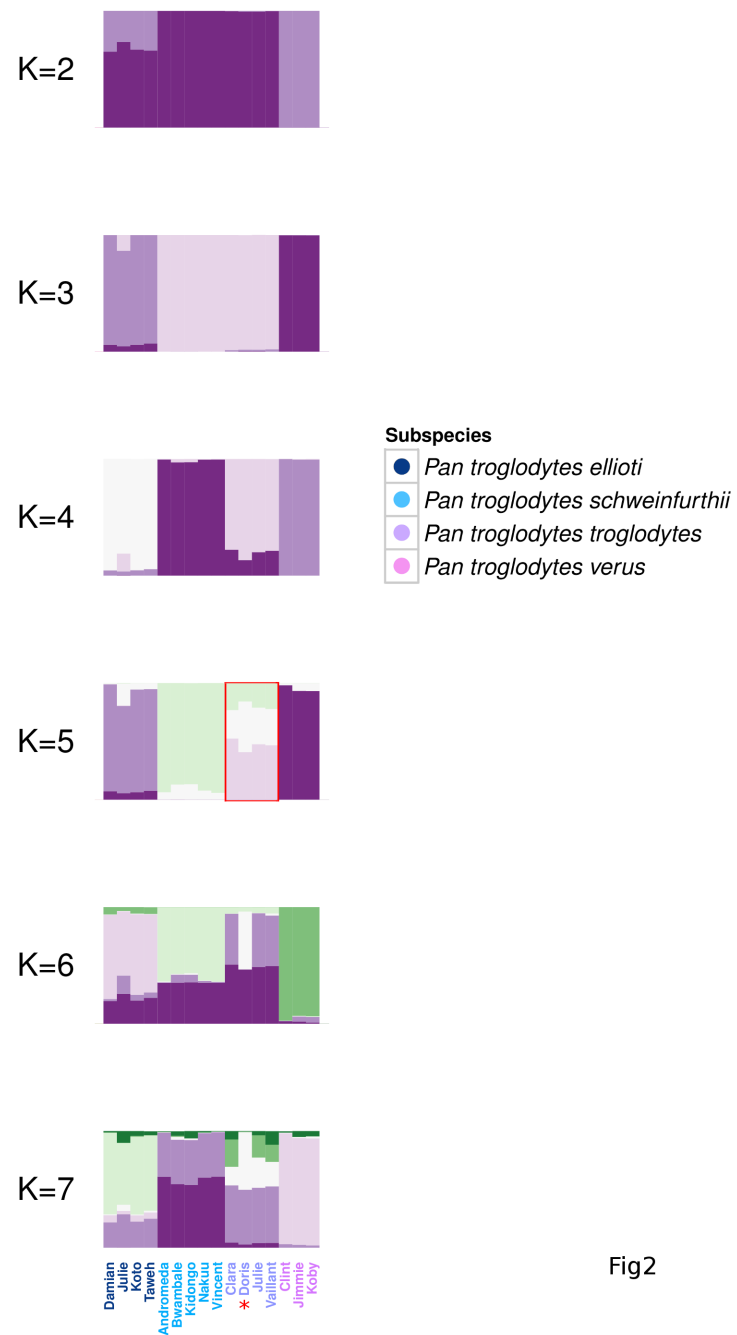 K=2
K=3
K=4
Subspecies
Pan troglodytes ellioti
Pan troglodytes schweinfurthii
Pan troglodytes troglodytes
Pan troglodytes verus
K=5
K=6
K=7
Damian
Julie
Koto
Taweh
Andromeda
Bwambale
Kidongo
Nakuu
Vincent
Clara
* Doris
Julie
Vaillant
Clint
Jimmie
Koby
Fig2